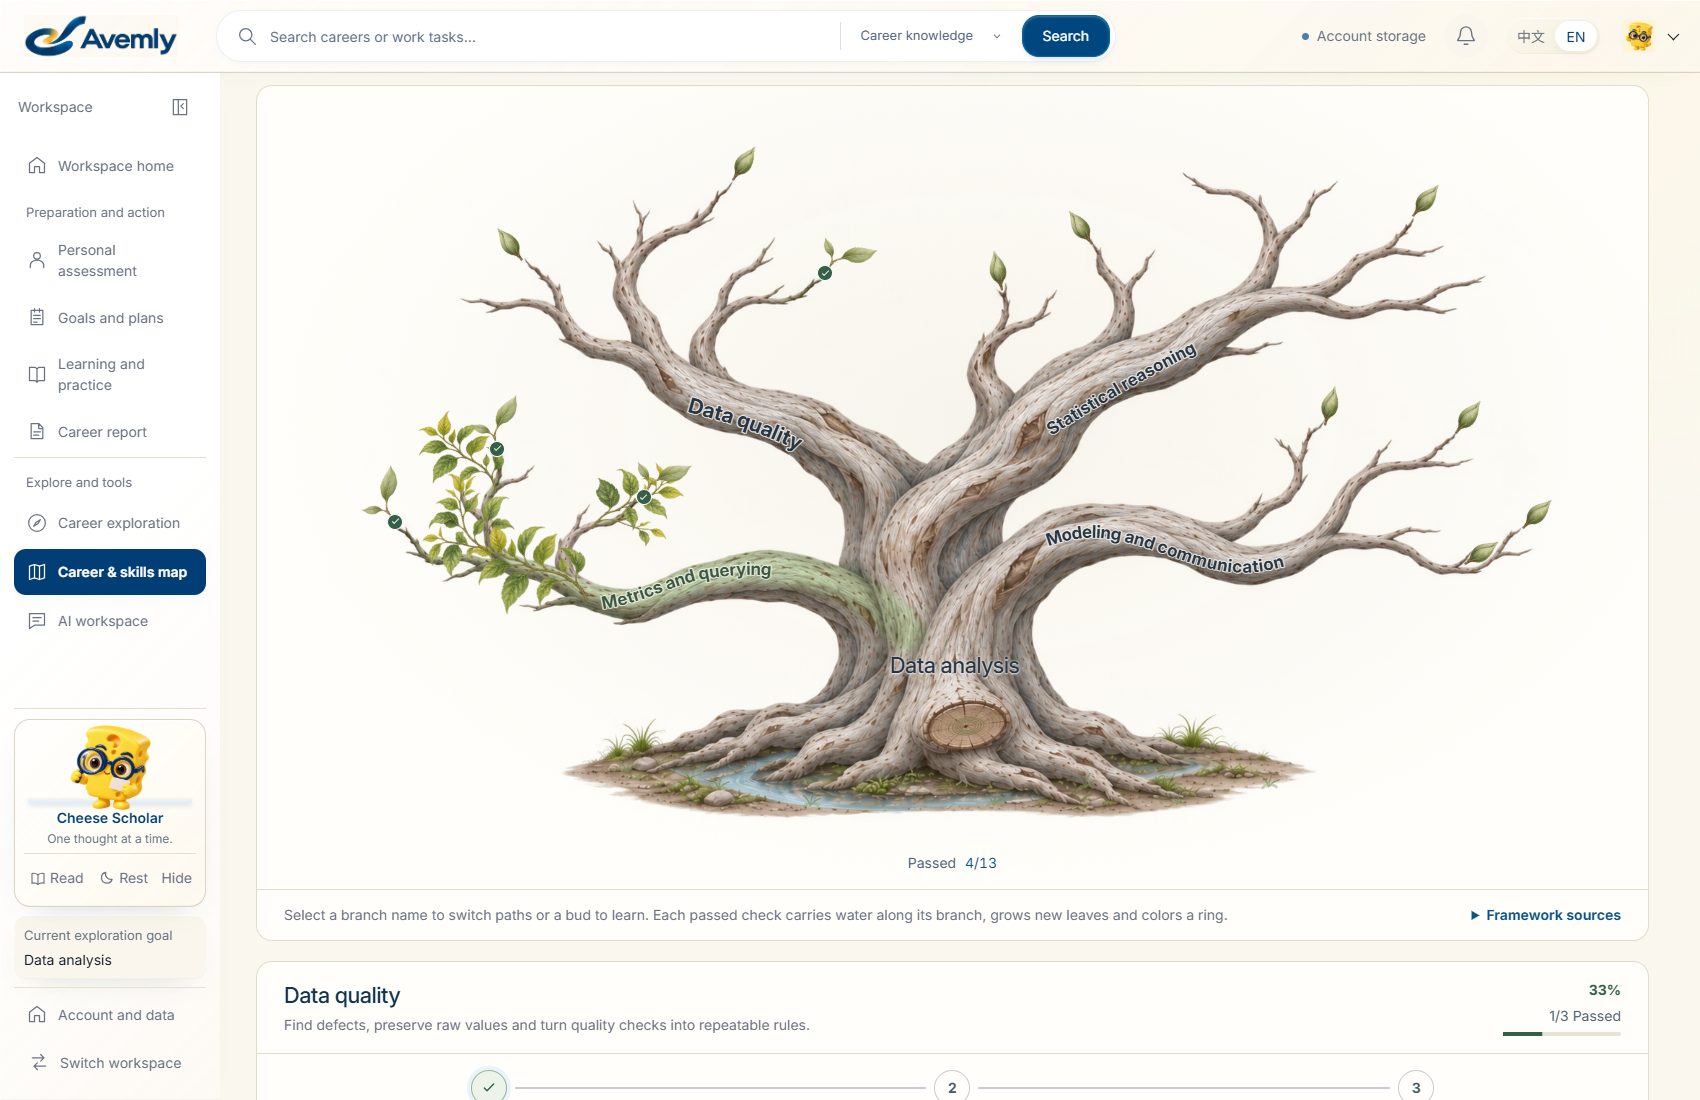 Avemly
Search careers or work tasks...
Career knowledge
Search
Account storage
中文
EN
Workspace
Workspace home
Preparation and action
Personal
assessment
Goals and plans
Learning and
practice
Career report
Explore and tools
Career exploration
Career & skills map
AI workspace
Cheese Scholar
One thought at a time.
Read
Rest
Hide
Current exploration goal
Data analysis
Account and data
Switch workspace
Data quality
Statistical reasoning
Metrics and querying
Modeling and communication
Data analysis
Passed 4/13
Select a branch name to switch paths or a bud to learn. Each passed check carries water along its branch, grows new leaves and colors a ring.
Framework sources
Data quality
Find defects, preserve raw values and turn quality checks into repeatable rules.
33%
1/3 Passed
2
3